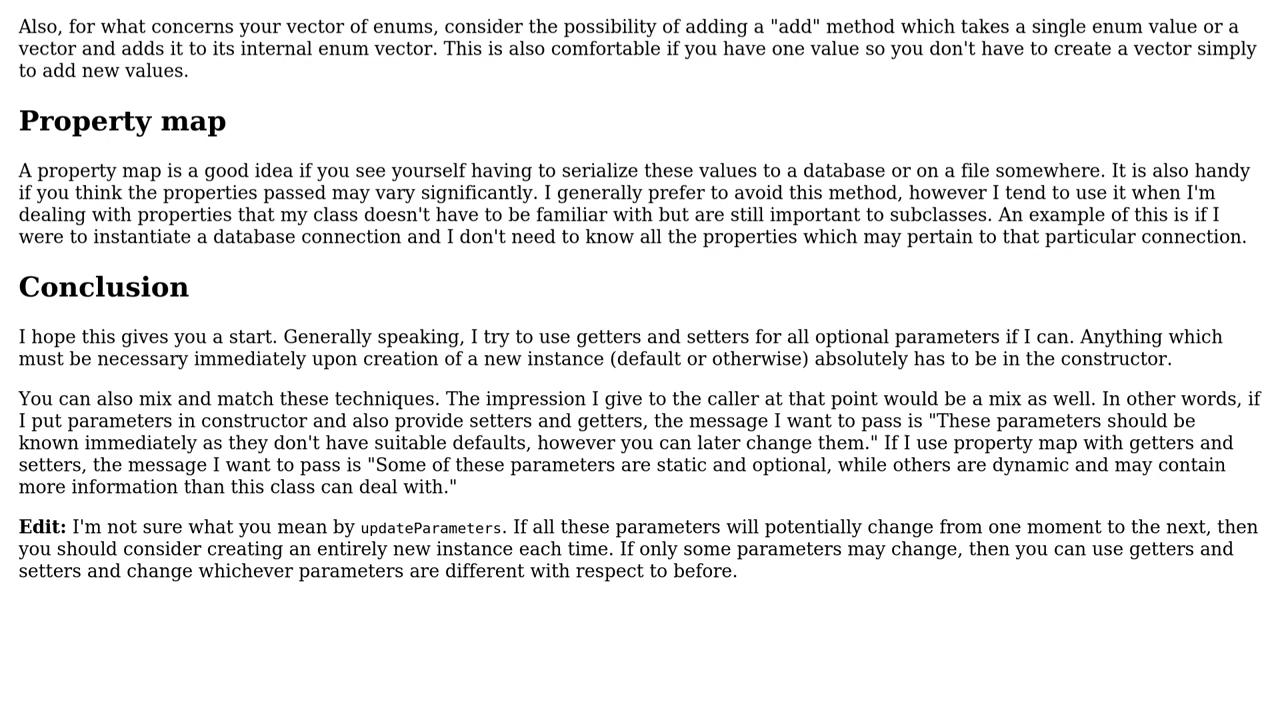 Also, for what concerns your vector of enums, consider the possibility of adding a "add" method which takes a single enum value or a
vector and adds it to its internal enum vector. This is also comfortable if you have one value so you don't have to create a vector simply
to add new values.
Property map
A property map is a good idea if you see yourself having to serialize these values to a database or on a file somewhere. It is also handy
if you think the properties passed may vary significantly. I generally prefer to avoid this method, however I tend to use it when I'm
dealing with properties that my class doesn't have to be familiar with but are still important to subclasses. An example of this is if I
were to instantiate a database connection and I don't need to know all the properties which may pertain to that particular connection.
Conclusion
I hope this gives you a start. Generally speaking, I try to use getters and setters for all optional parameters if I can. Anything which
must be necessary immediately upon creation of a new instance (default or otherwise) absolutely has to be in the constructor.
You can also mix and match these techniques. The impression I give to the caller at that point would be a mix as well. In other words, if
I put parameters in constructor and also provide setters and getters, the message I want to pass is "These parameters should be
known immediately as they don't have suitable defaults, however you can later change them." If I use property map with getters and
setters, the message I want to pass is "Some of these parameters are static and optional, while others are dynamic and may contain
more information than this class can deal with."
Edit: I'm not sure what you mean by updateParameters. If all these parameters will potentially change from one moment to the next, then
you should consider creating an entirely new instance each time. If only some parameters may change, then you can use getters and
setters and change whichever parameters are different with respect to before.